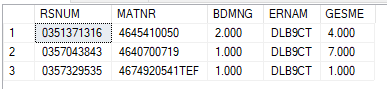 RSNUM MATNR BDMNG ERNAM GESME
1 0351371316 4645410050 2.000 DLB9CT 4.000
2 0357043843 4640700719 1.000 DLB9CT 7.000
3 0357329535 4674920541TEF 1.000 DLB9CT 1.000